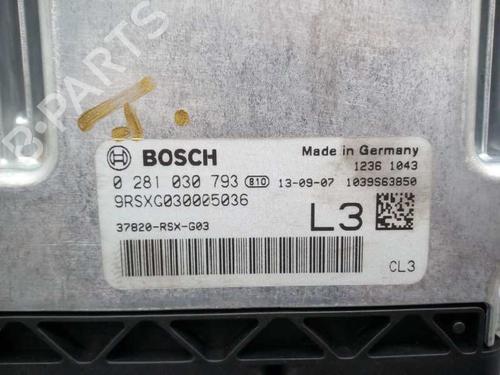 B-PARTS
J.
BOSCH
Made in Germany
1236 1043
0 281 030 793 810 13-09-07 1039S63850
9RSXG030005036
37820-RSX-G03
L3
CL3